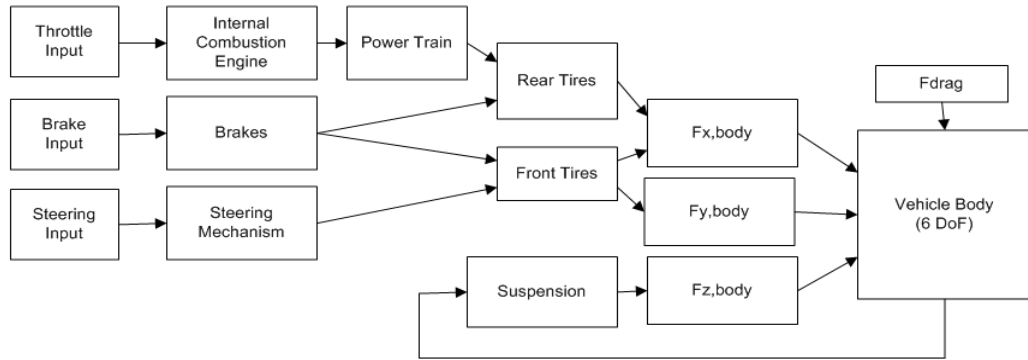 Throttle
Input
Internal
Combustion
Engine
Power Train
Rear Tires
Fdrag
Brake
Input
Brakes
Fx,body
Front Tires
Steering
Input
Steering
Mechanism
Fy,body
Vehicle Body
(6 DoF)
Suspension
Fz,body